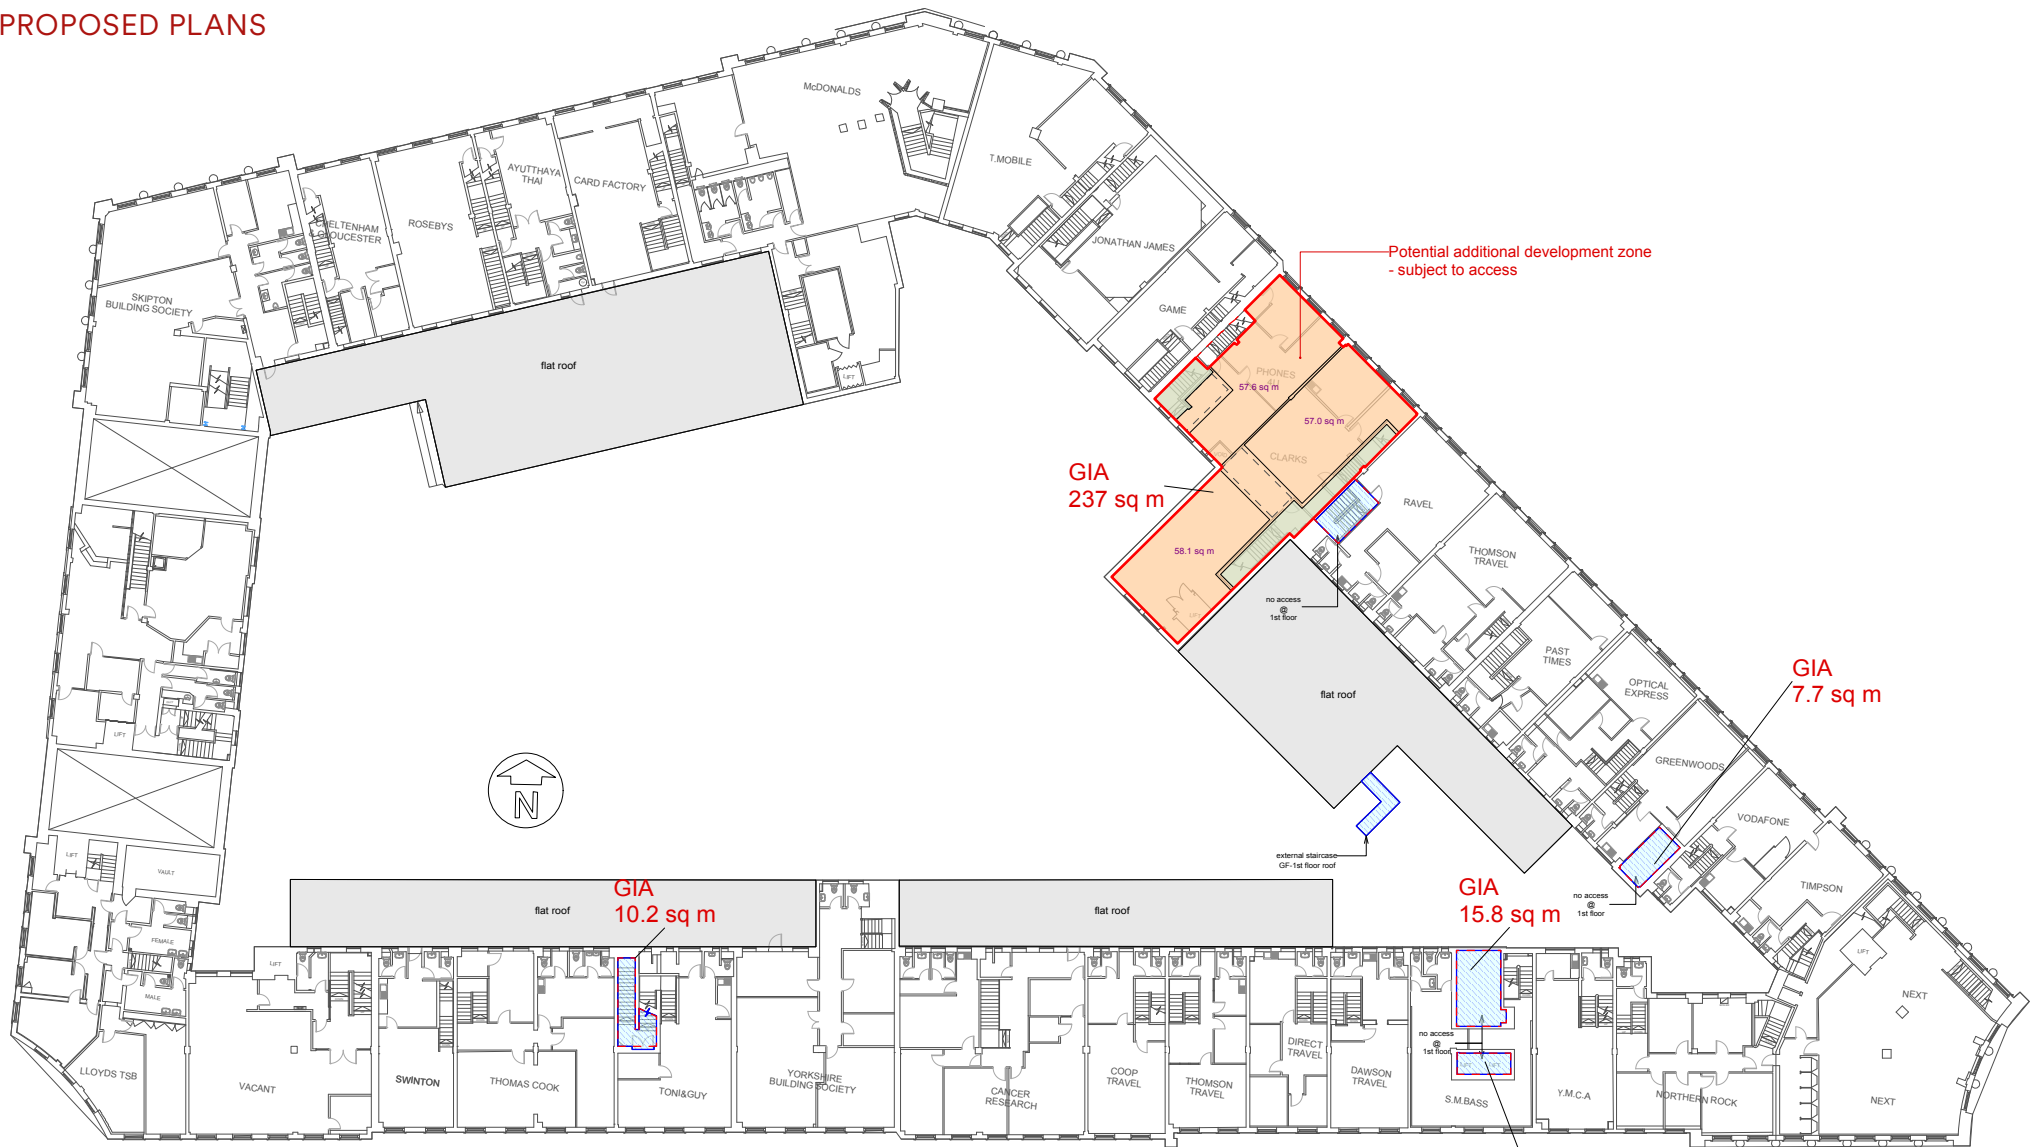 PROPOSED PLANS
McDONALDS
T.MOBILE
AYUTTHAYA
THAI
CARD FACTORY
ROSEBYS
CHELTENHAM
& GLOUCESTER
JONATHAN JAMES
Potential additional development zone
- subject to access
SKIPTON
BUILDING SOCIETY
GAME
flat roof
LIFT
PHONES
4U
57.6 sq m
57.0 sq m
CLARKS
GIA
237 sq m
RAVEL
58.1 sq m
THOMSON
TRAVEL
no access
@
1st floor
LIFT
PAST
TIMES
OPTICAL
EXPRESS
GIA
7.7 sq m
flat roof
LIFT
GREENWOODS
N
VODAFONE
LIFT
VAULT
external staircase
GF-1st floor roof
TIMPSON
GIA
10.2 sq m
flat roof
flat roof
GIA
15.8 sq m
no access
@
1st floor
FEMALE
LIFT
LIFT
MALE
NEXT
no access
@
1st floor
LLOYDS TSB
VACANT
SWINTON
THOMAS COOK
TONI&GUY
YORKSHIRE
BUILDING SOCIETY
CANCER
RESEARCH
COOP
TRAVEL
THOMSON
TRAVEL
DIRECT
TRAVEL
DAWSON
TRAVEL
S.M.BASS
Y.M.C.A
NORTHERN ROCK
NEXT